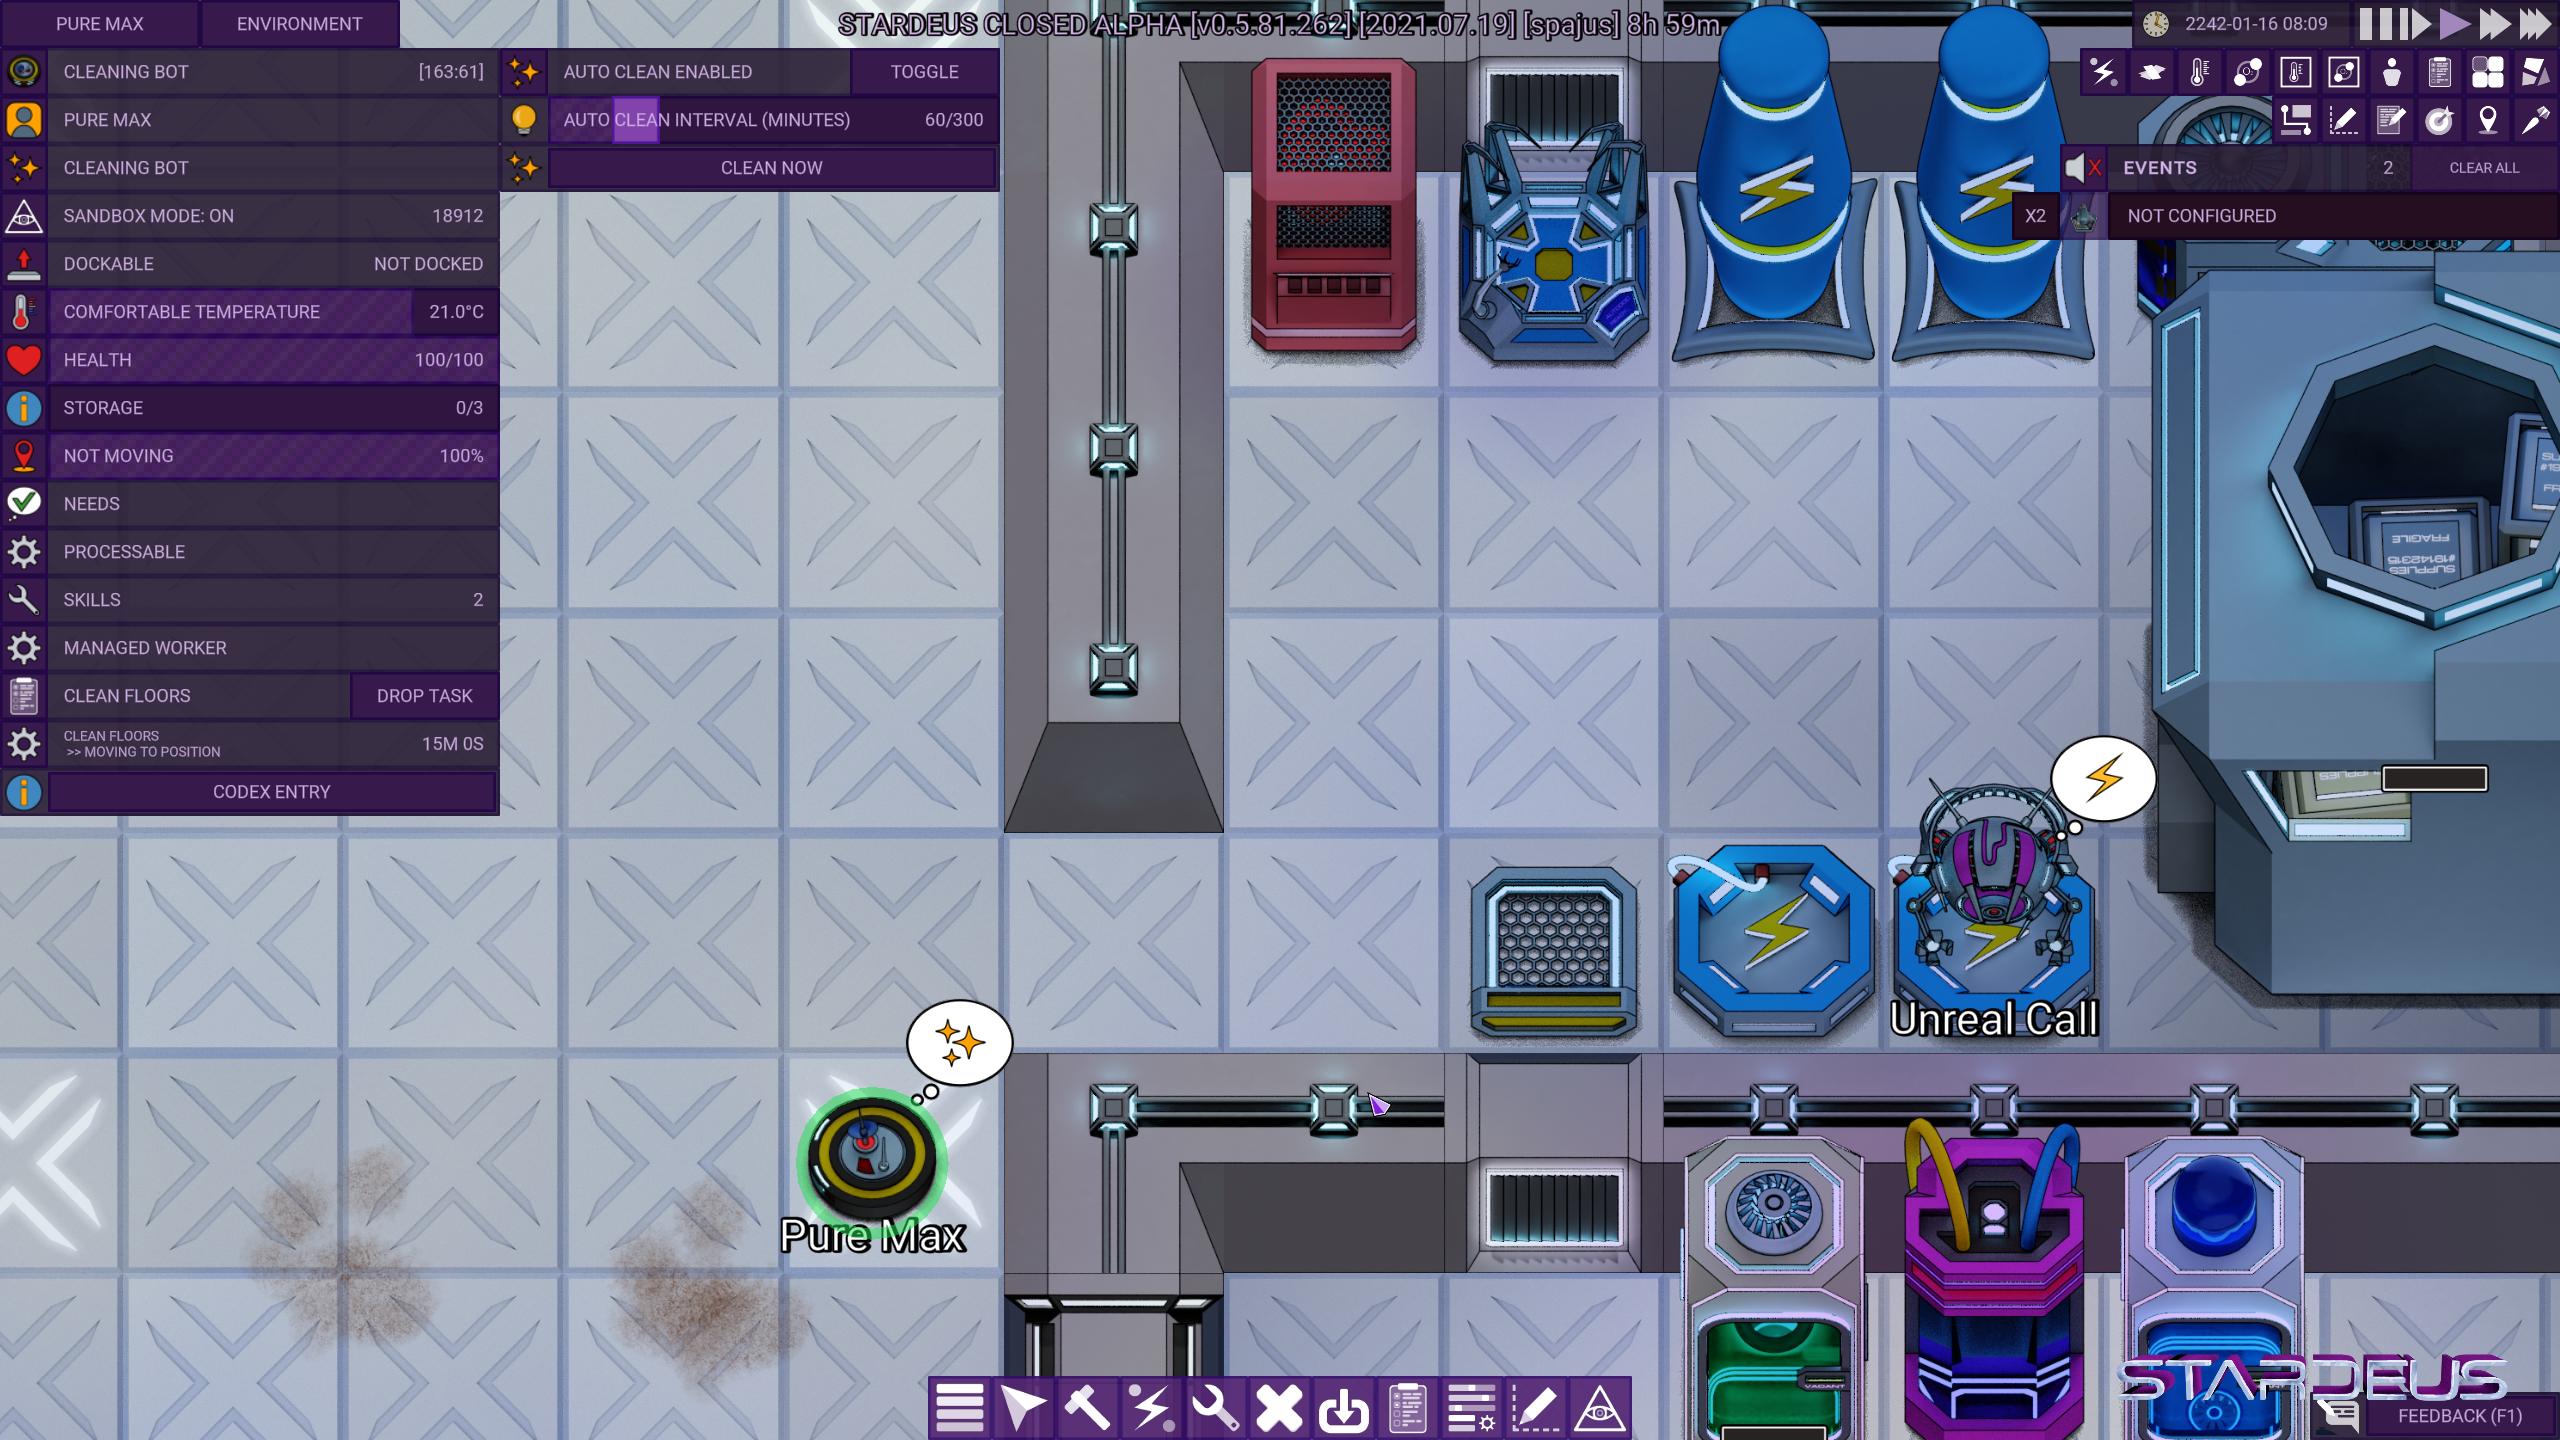 PURE MAX
ENVIRONMENT
STARDEUS CLOSED ALPHA [v0.5.81.262] [2021.07.19] [spajus] 8h 59m
2242-01-16 08:09
CLEANING BOT [163:61]
AUTO CLEAN ENABLED TOGGLE
PURE MAX
AUTO CLEAN INTERVAL (MINUTES) 60/300
CLEANING BOT
CLEAN NOW
X EVENTS 2 CLEAR ALL
SANDBOX MODE: ON 18912
X2 NOT CONFIGURED
DOCKABLE NOT DOCKED
COMFORTABLE TEMPERATURE 21.0°C
HEALTH 100/100
STORAGE 0/3
NOT MOVING 100%
NEEDS
PROCESSABLE
SKILLS 2
MANAGED WORKER
CLEAN FLOORS DROP TASK
CLEAN FLOORS
>> MOVING TO POSITION
15M 0S
CODEX ENTRY
FRAGILE
#19142315
SUPPLIES
Unreal Call
Pure Max
VACANT
STARDEUS
FEEDBACK (F1)